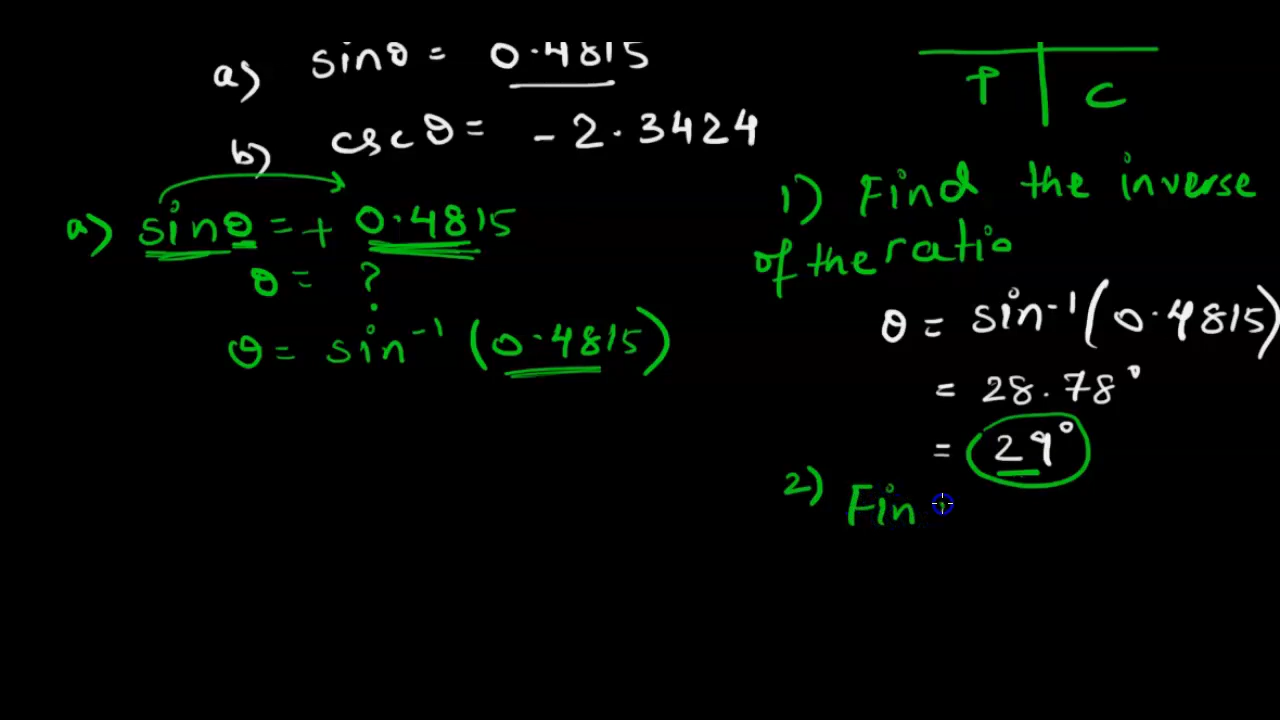 a) sinθ = 0.4815
b) cscθ = - 2.3424
a) sinθ = + 0.4815
θ = ?
θ = sin⁻¹ (0.4815)
T C
1) Find the inverse
of the ratio
θ = sin⁻¹(0.4815)
= 28.78°
= 29°
2) Fin